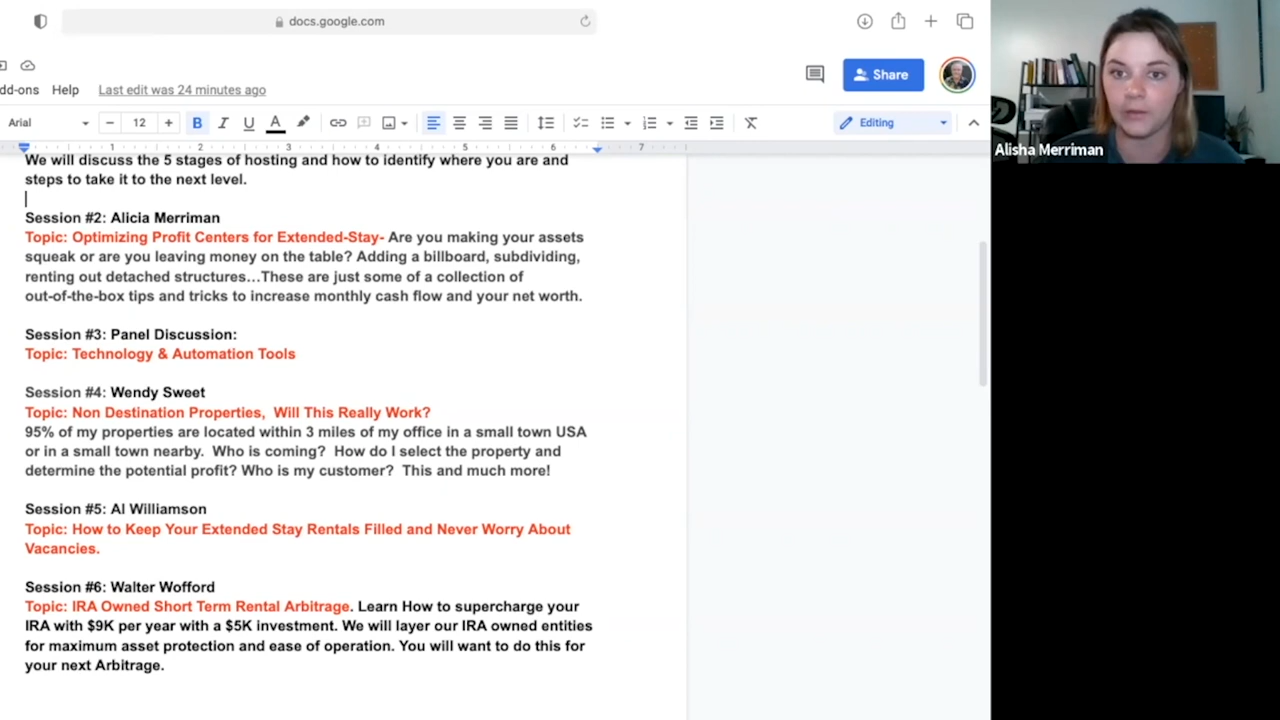 docs.google.com
dd-ons Help Last edit was 24 minutes ago
Share
Arial 12 B I U A Editing
1 2 3 4 5 6 7
We will discuss the 5 stages of hosting and how to identify where you are and
steps to take it to the next level.
Session #2: Alicia Merriman
Topic: Optimizing Profit Centers for Extended-Stay- Are you making your assets
squeak or are you leaving money on the table? Adding a billboard, subdividing,
renting out detached structures…These are just some of a collection of
out-of-the-box tips and tricks to increase monthly cash flow and your net worth.
Session #3: Panel Discussion:
Topic: Technology & Automation Tools
Session #4: Wendy Sweet
Topic: Non Destination Properties,  Will This Really Work?
95% of my properties are located within 3 miles of my office in a small town USA
or in a small town nearby.  Who is coming?  How do I select the property and
determine the potential profit? Who is my customer?  This and much more!
Session #5: Al Williamson
Topic: How to Keep Your Extended Stay Rentals Filled and Never Worry About
Vacancies.
Session #6: Walter Wofford
Topic: IRA Owned Short Term Rental Arbitrage. Learn How to supercharge your
IRA with $9K per year with a $5K investment. We will layer our IRA owned entities
for maximum asset protection and ease of operation. You will want to do this for
your next Arbitrage.
Alisha Merriman